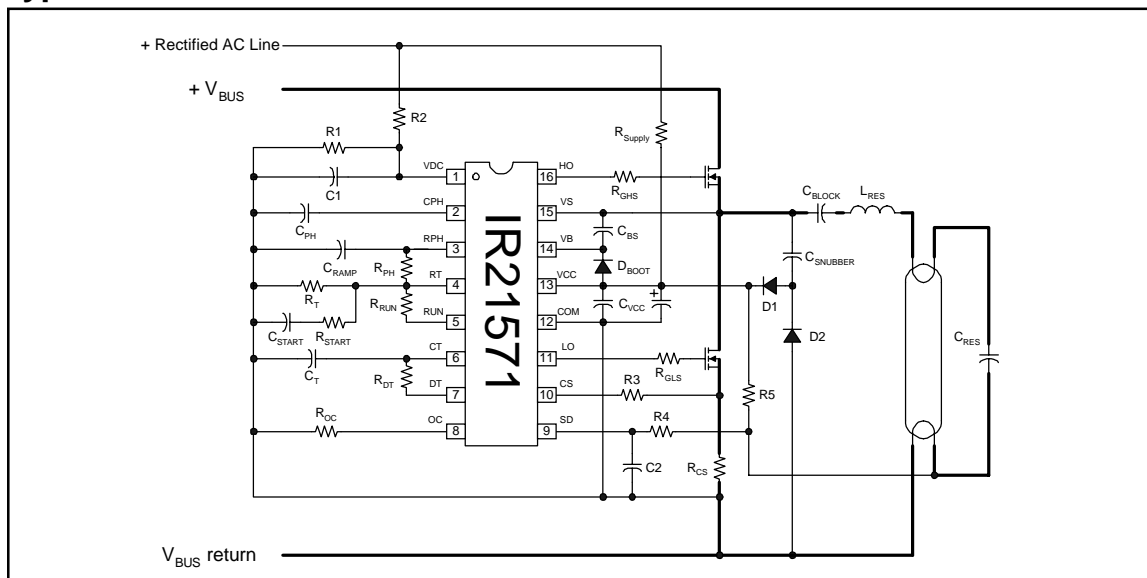 + Rectified AC Line
+ VBUS
R2
RSupply
R1
C1
VDC
1
16
HO
RGHS
CPH
CPH
2
15
VS
CBS
CBLOCK
LRES
CRAMP
RPH
RPH
3
14
VB
DBOOT
CSNUBBER
RT
RT
4
13
VCC
CVCC
+
D1
CSTART
RSTART
RRUN
RUN
5
12
COM
D2
CRES
CT
CT
6
11
LO
RGLS
RDT
DT
7
10
CS
R3
R5
ROC
OC
8
9
SD
R4
C2
RCS
IR21571
VBUS return